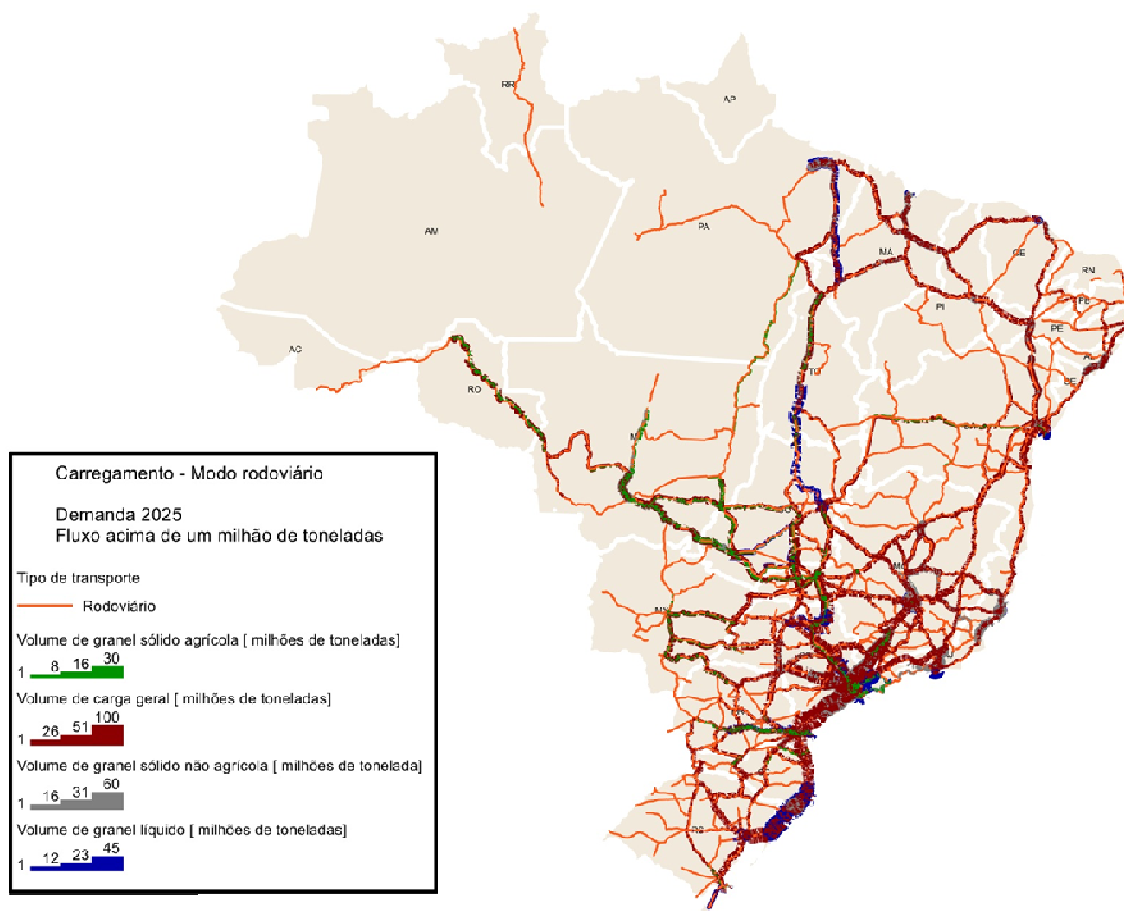 RR
AP
AM
PA
MA
CE
RN
PI
PE
AC
RO
TO
SE
Carregamento - Modo rodoviário
Demanda 2025
Fluxo acima de um milhão de toneladas
Tipo de transporte
Rodoviário
Volume de granel sólido agrícola [ milhões de toneladas]
1 8 16 30
Volume de carga geral [ milhões de toneladas]
1 26 51 100
Volume de granel sólido não agrícola [ milhões de tonelada]
1 16 31 60
Volume de granel líquido [ milhões de toneladas]
1 12 23 45